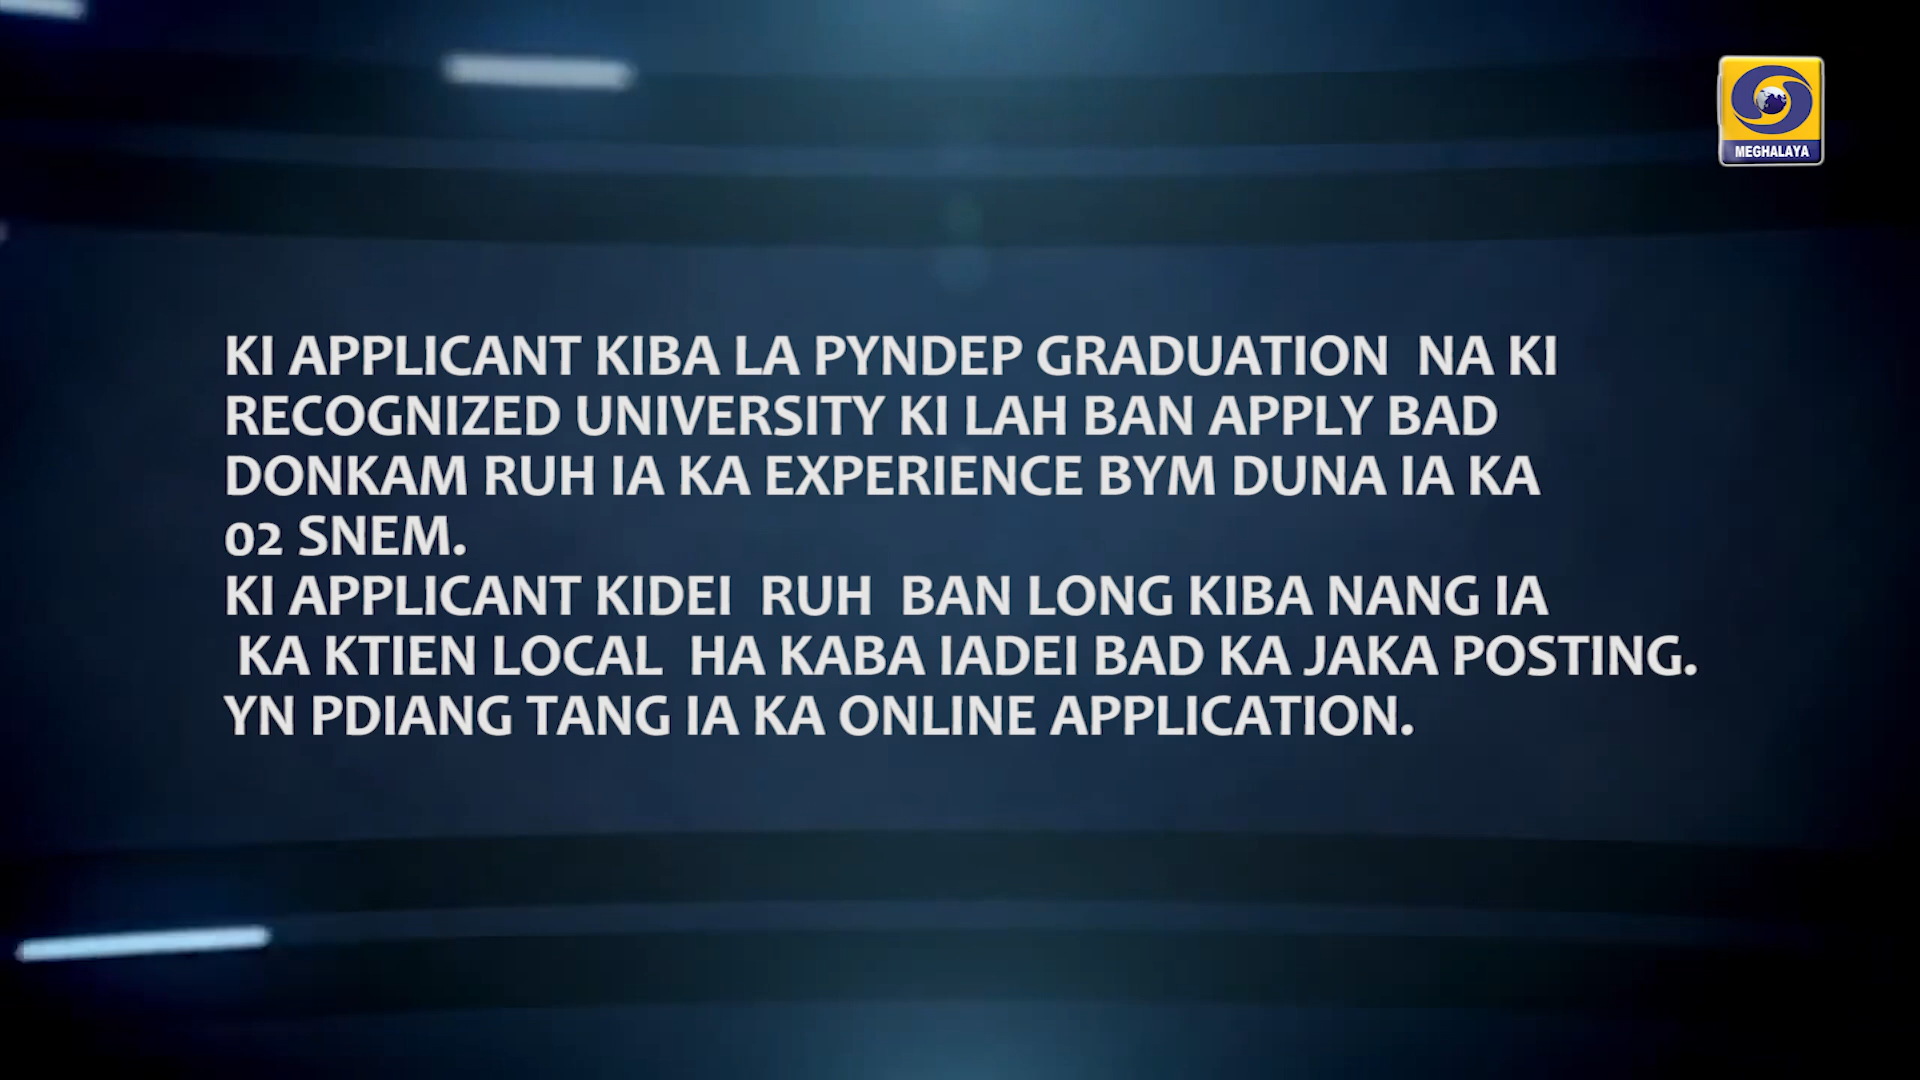 MEGHALAYA
KI APPLICANT KIBA LA PYNDEP GRADUATION NA KI
RECOGNIZED UNIVERSITY KI LAH BAN APPLY BAD
DONKAM RUH IA KA EXPERIENCE BYM DUNA IA KA
02 SNEM.
KI APPLICANT KIDEI RUH BAN LONG KIBA NANG IA
KA KTIEN LOCAL HA KABA IADEI BAD KA JAKA POSTING.
YN PDIANG TANG IA KA ONLINE APPLICATION.